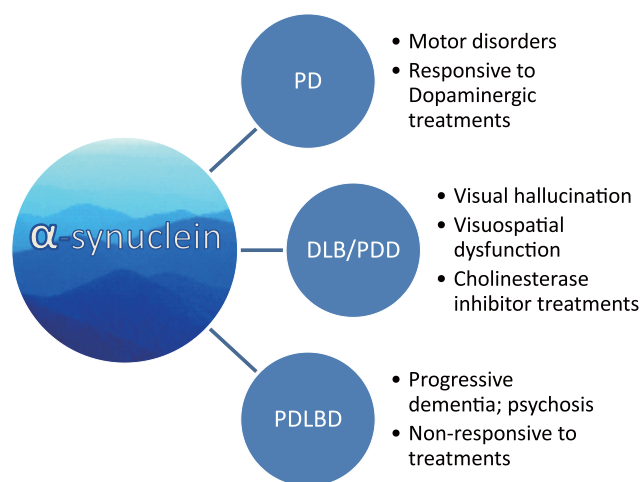 PD
• Motor disorders
• Responsive to
Dopaminergic
treatments
α-synuclein
DLB/PDD
• Visual hallucination
• Visuospatial
dysfunction
• Cholinesterase
inhibitor treatments
PDLBD
• Progressive
dementia; psychosis
• Non-responsive to
treatments